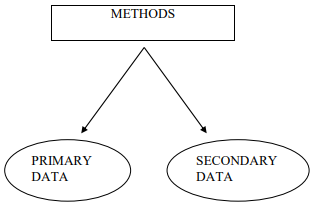 METHODS
PRIMARY
DATA
SECONDARY
DATA